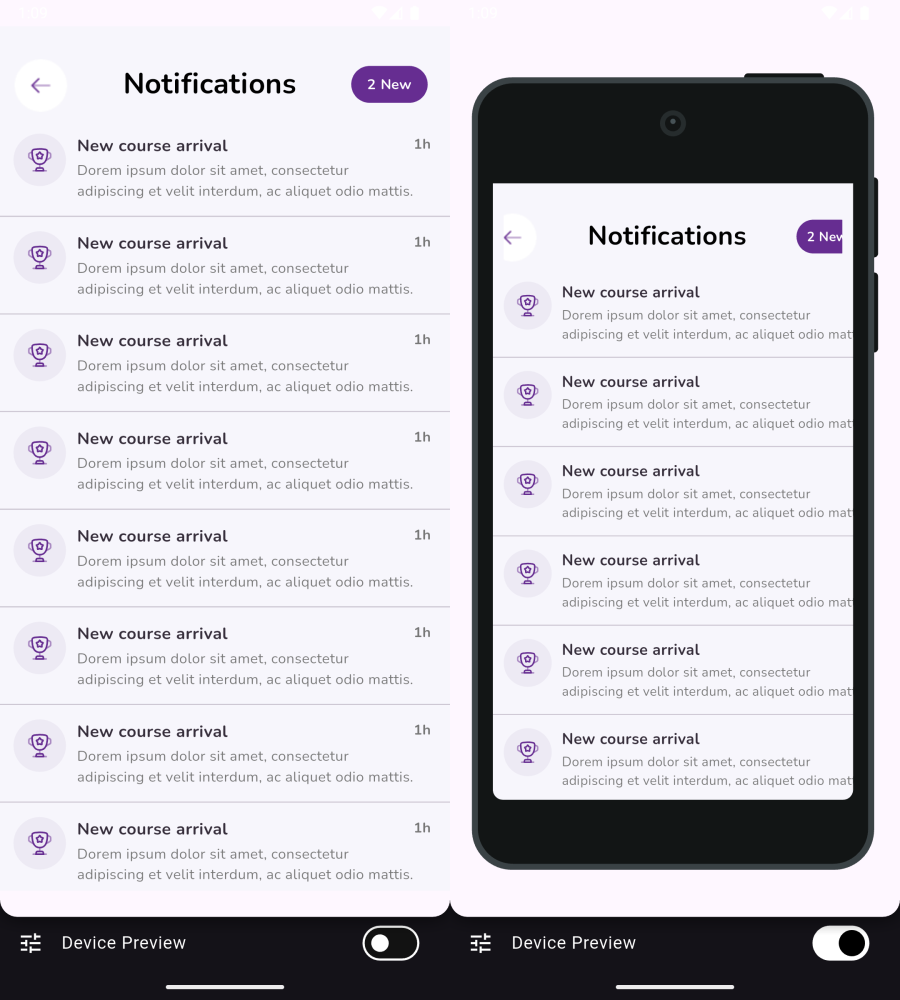 Notifications
2 New
New course arrival
1h
Dorem ipsum dolor sit amet, consectetur
adipiscing et velit interdum, ac aliquet odio mattis.
New course arrival
1h
Dorem ipsum dolor sit amet, consectetur
adipiscing et velit interdum, ac aliquet odio mattis.
New course arrival
1h
Dorem ipsum dolor sit amet, consectetur
adipiscing et velit interdum, ac aliquet odio mattis.
New course arrival
1h
Dorem ipsum dolor sit amet, consectetur
adipiscing et velit interdum, ac aliquet odio mattis.
New course arrival
1h
Dorem ipsum dolor sit amet, consectetur
adipiscing et velit interdum, ac aliquet odio mattis.
New course arrival
1h
Dorem ipsum dolor sit amet, consectetur
adipiscing et velit interdum, ac aliquet odio mattis.
New course arrival
1h
Dorem ipsum dolor sit amet, consectetur
adipiscing et velit interdum, ac aliquet odio mattis.
New course arrival
1h
Dorem ipsum dolor sit amet, consectetur
adipiscing et velit interdum, ac aliquet odio mattis.
Device Preview
Notifications
2 New
New course arrival
Dorem ipsum dolor sit amet, consectetur
adipiscing et velit interdum, ac aliquet odio mat
New course arrival
Dorem ipsum dolor sit amet, consectetur
adipiscing et velit interdum, ac aliquet odio mat
New course arrival
Dorem ipsum dolor sit amet, consectetur
adipiscing et velit interdum, ac aliquet odio mat
New course arrival
Dorem ipsum dolor sit amet, consectetur
adipiscing et velit interdum, ac aliquet odio mat
New course arrival
Dorem ipsum dolor sit amet, consectetur
adipiscing et velit interdum, ac aliquet odio mat
New course arrival
Dorem ipsum dolor sit amet, consectetur
adipiscing et velit interdum, ac aliquet odio mat
Device Preview